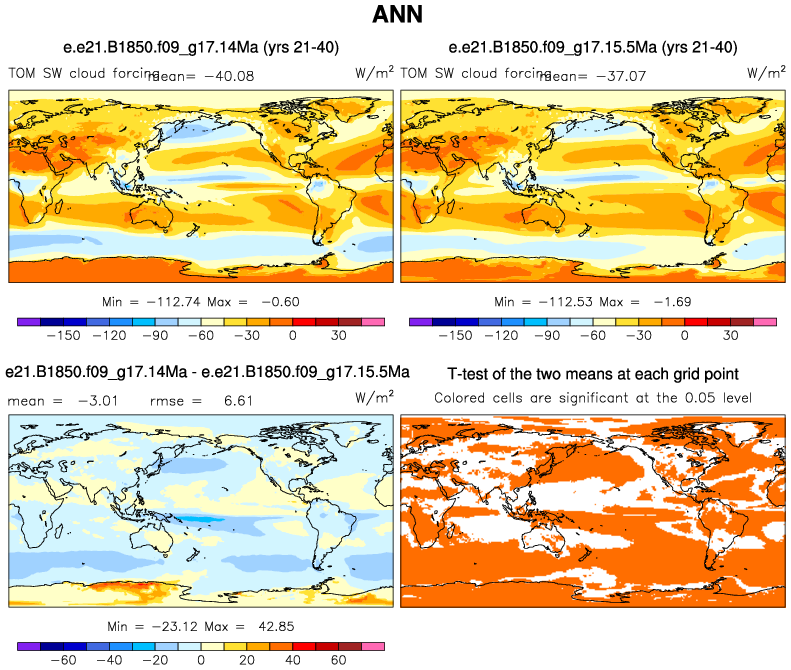 ANN
e.e21.B1850.f09_g17.14Ma (yrs 21-40)
TOM SW cloud forcing mean= −40.08 W/m²
Min = −112.74 Max = −0.60
−150 −120 −90 −60 −30 0 30
e.e21.B1850.f09_g17.15.5Ma (yrs 21-40)
TOM SW cloud forcing mean= −37.07 W/m²
Min = −112.53 Max = −1.69
−150 −120 −90 −60 −30 0 30
e21.B1850.f09_g17.14Ma - e.e21.B1850.f09_g17.15.5Ma
mean = −3.01 rmse = 6.61 W/m²
Min = −23.12 Max = 42.85
−60 −40 −20 0 20 40 60
T-test of the two means at each grid point
Colored cells are significant at the 0.05 level